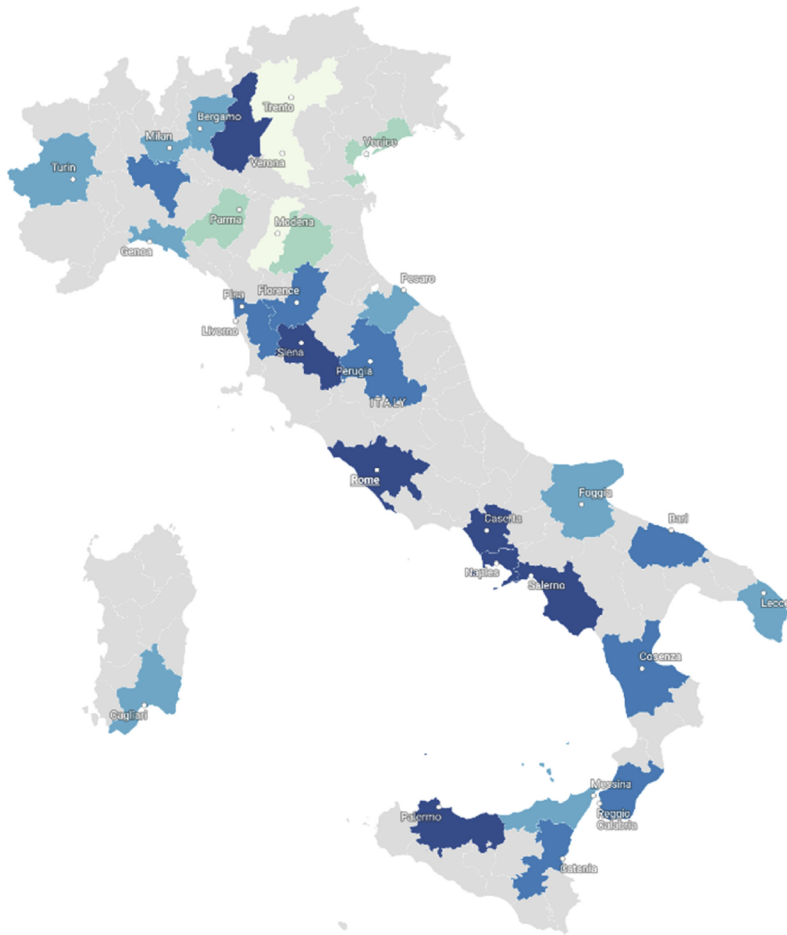 Trento
Bergamo
Milan
Venice
Verona
Turin
Parma
Modena
Genoa
Pesaro
Florence
Pisa
Livorno
Siena
Perugia
ITALY
Rome
Foggia
Caserta
Bari
Naples
Salerno
Lecce
Cosenza
Cagliari
Messina
Palermo
Reggio
Calabria
Catania